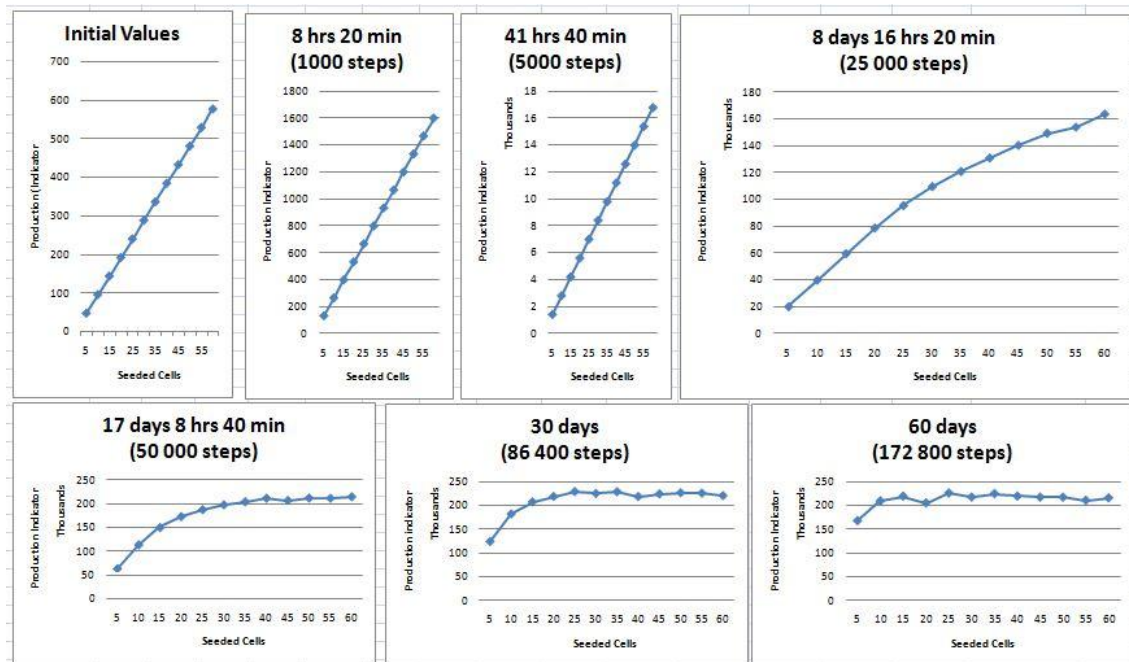 Initial Values
700
600
500
400
300
200
100
0
Production (Indicator
5 15 25 35 45 55
Seeded Cells
8 hrs 20 min
(1000 steps)
1800
1600
1400
1200
1000
800
600
400
200
0
Production Indicator
5 15 25 35 45 55
Seeded Cells
41 hrs 40 min
(5000 steps)
Thousands
18
16
14
12
10
8
6
4
2
0
Production Indicator
5 15 25 35 45 55
Seeded Cells
8 days 16 hrs 20 min
(25 000 steps)
Thousands
180
160
140
120
100
80
60
40
20
0
Production Indicator
5 10 15 20 25 30 35 40 45 50 55 60
Seeded Cells
17 days 8 hrs 40 min
(50 000 steps)
Production Indicator
Thousands
250
200
150
100
50
0
5 10 15 20 25 30 35 40 45 50 55 60
Seeded Cells
30 days
(86 400 steps)
Production Indicator
Thousands
250
200
150
100
50
0
5 10 15 20 25 30 35 40 45 50 55 60
Seeded Cells
60 days
(172 800 steps)
Production Indicator
Thousands
250
200
150
100
50
0
5 10 15 20 25 30 35 40 45 50 55 60
Seeded Cells